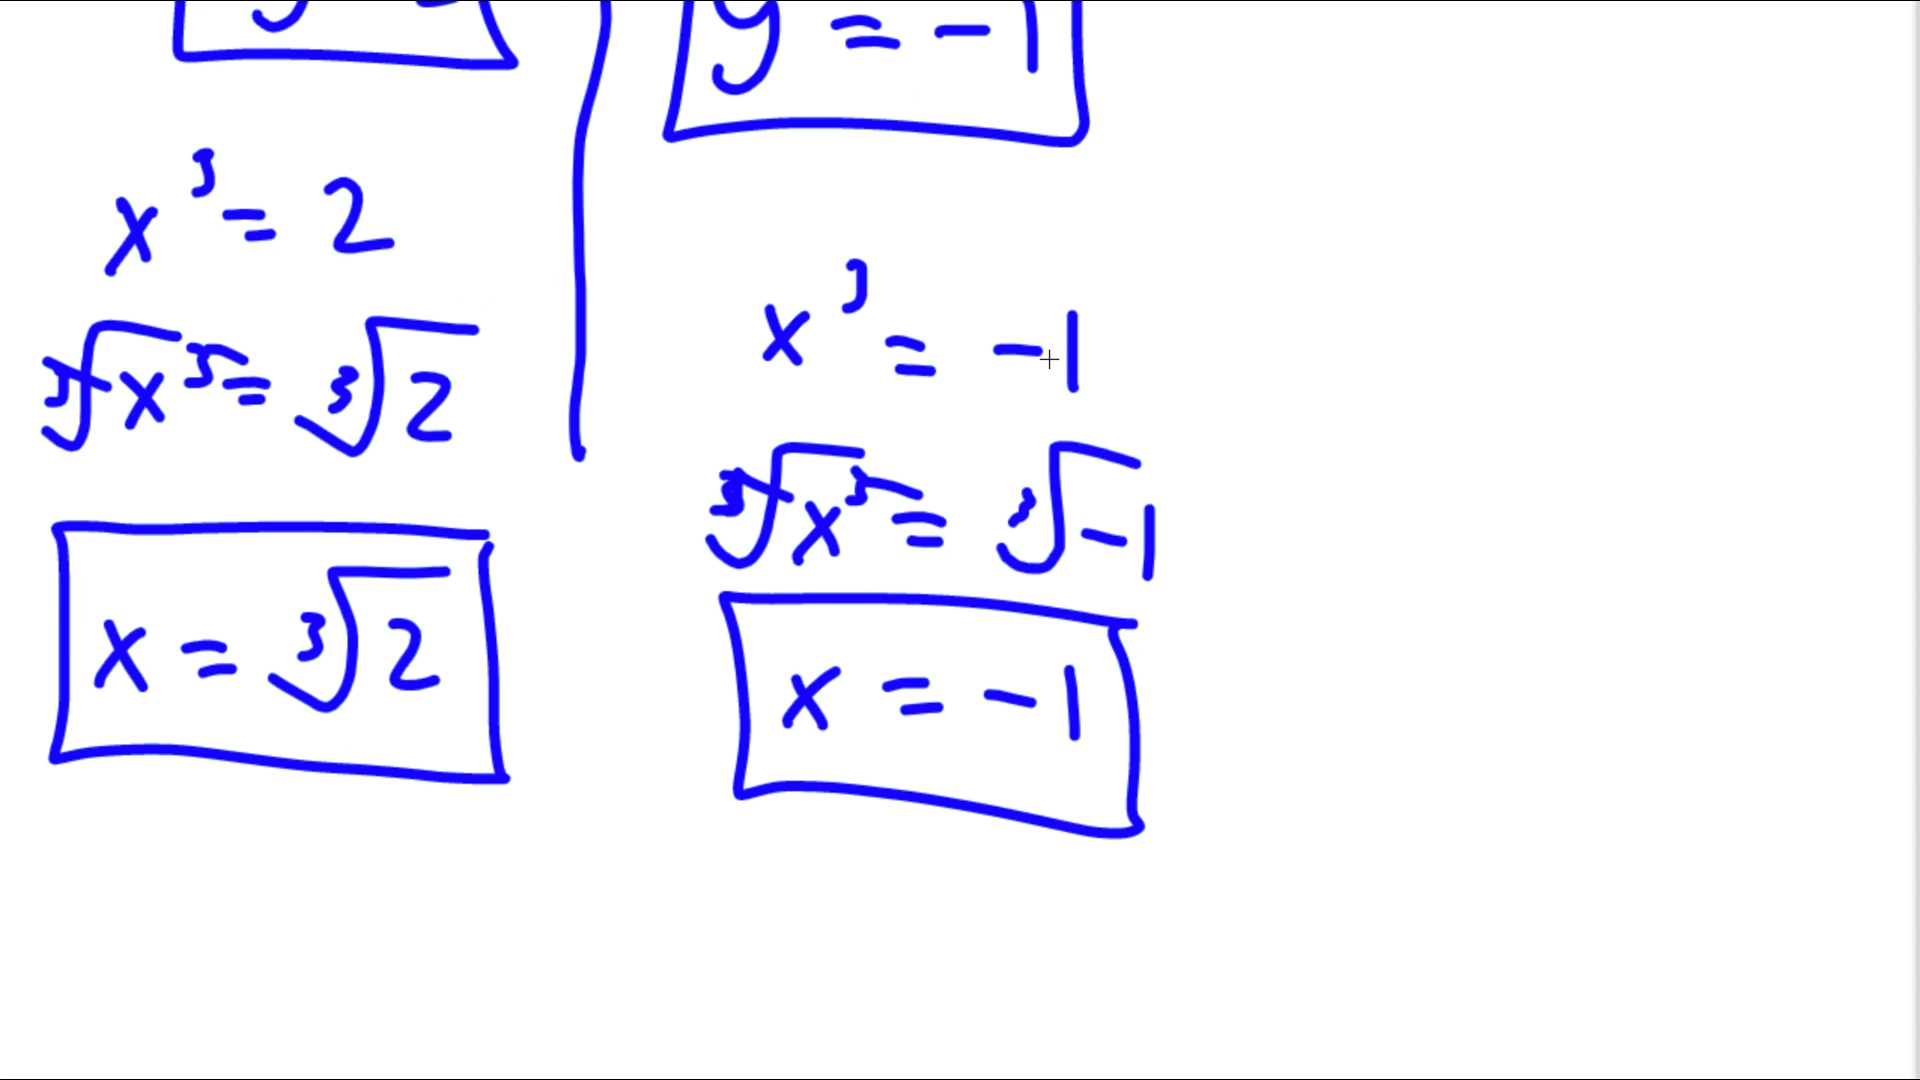 y = -1
x³ = 2
∛x³ = ∛2
x = ∛2
x³ = -1
∛x³ = ∛-1
x = -1